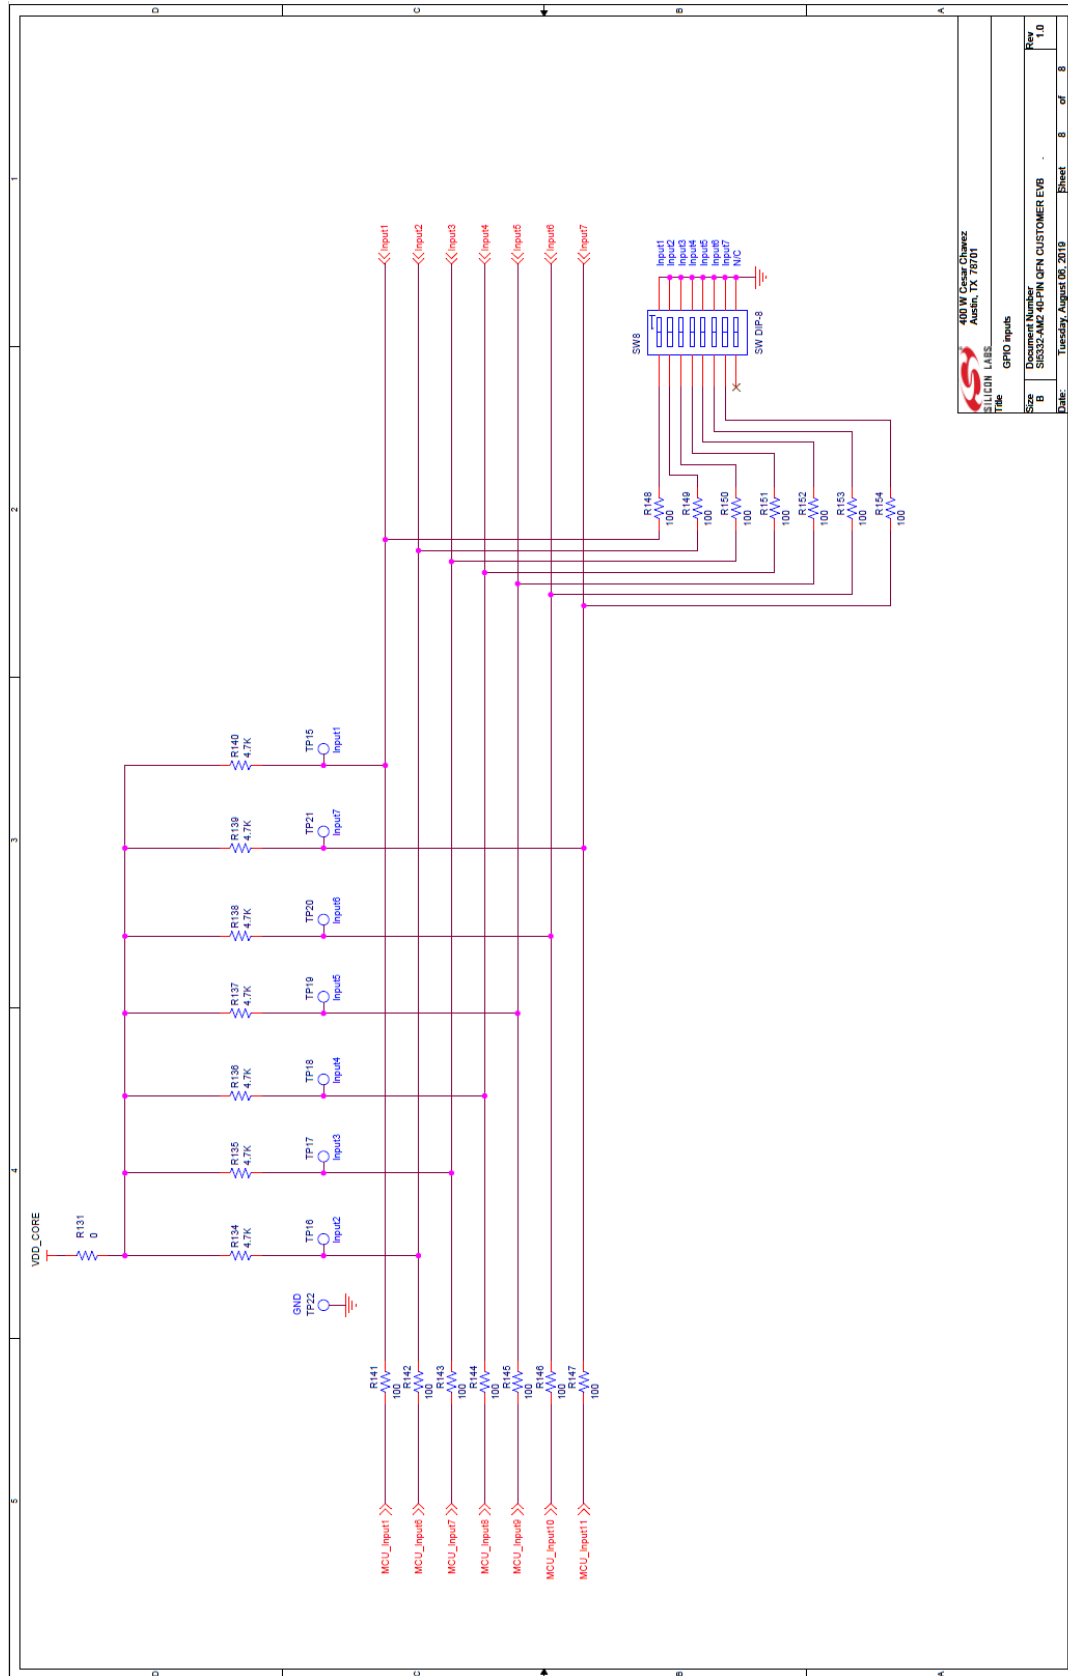 5
4
3
2
1
D
C
B
A
D
C
B
A
VDD_CORE
R131
0
R134
4.7K
R135
4.7K
R136
4.7K
R137
4.7K
R138
4.7K
R139
4.7K
R140
4.7K
GND
TP22
TP16
Input2
TP17
Input3
TP18
Input4
TP19
Input5
TP20
Input6
TP21
Input7
TP15
Input1
MCU_Input1
R141
100
Input1
MCU_Input6
R142
100
Input2
MCU_Input7
R143
100
Input3
MCU_Input8
R144
100
Input4
MCU_Input9
R145
100
Input5
MCU_Input10
R146
100
Input6
MCU_Input11
R147
100
Input7
R148
100
R149
100
R150
100
R151
100
R152
100
R153
100
R154
100
SW8
SW DIP-8
Input1
Input2
Input3
Input4
Input5
Input6
Input7
N/C
SILICON LABS
400 W Cesar Chavez
Austin, TX 78701
Title
GPIO inputs
Size
B
Document Number
SI5332-AM2 40-PIN QFN CUSTOMER EVB
Rev
1.0
Date:
Tuesday, August 06, 2019
Sheet
8
of
8